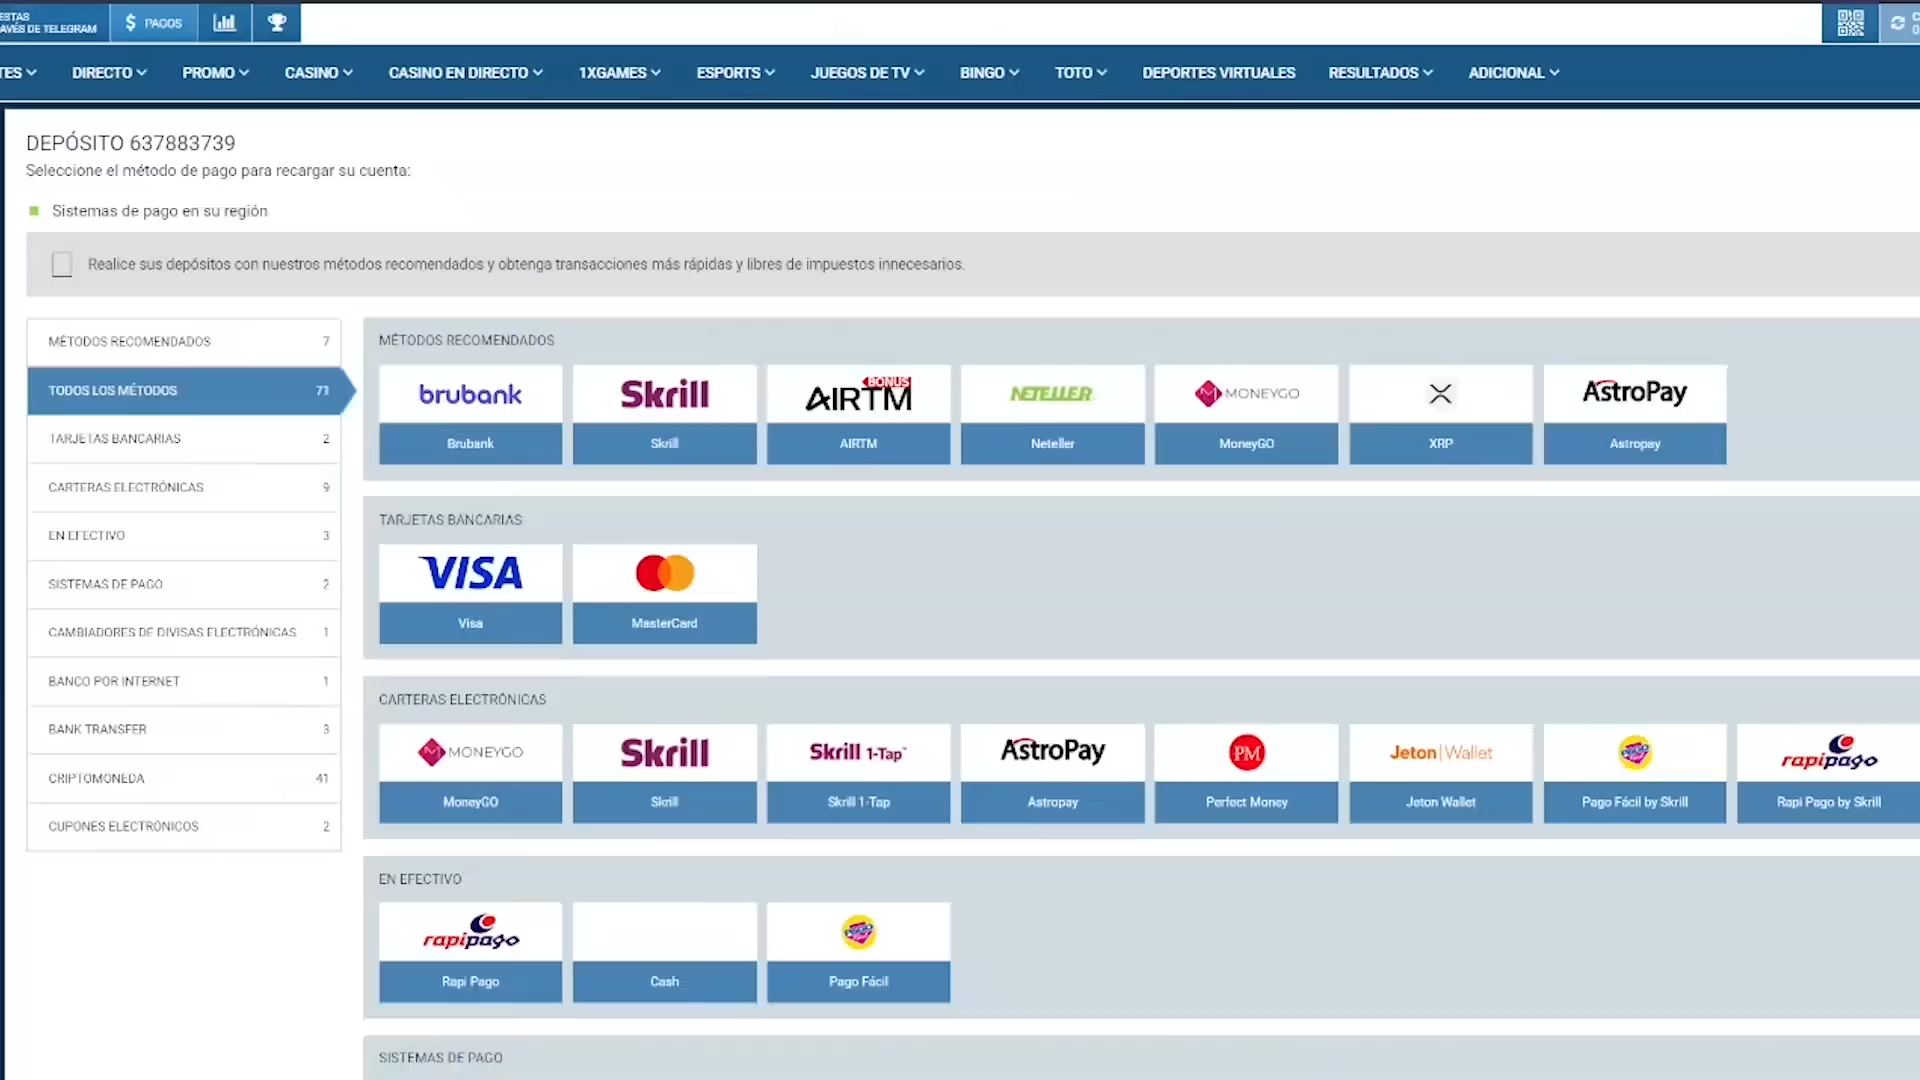 AVÉS DE TELEGRAM
$ PAGOS
DIRECTO
PROMO
CASINO
CASINO EN DIRECTO
1XGAMES
ESPORTS
JUEGOS DE TV
BINGO
TOTO
DEPORTES VIRTUALES
RESULTADOS
ADICIONAL
DEPÓSITO 637883739
Seleccione el método de pago para recargar su cuenta:
Sistemas de pago en su región
Realice sus depósitos con nuestros métodos recomendados y obtenga transacciones más rápidas y libres de impuestos innecesarios.
MÉTODOS RECOMENDADOS 7
TODOS LOS MÉTODOS 71
TARJETAS BANCARIAS 2
CARTERAS ELECTRÓNICAS 9
EN EFECTIVO 3
SISTEMAS DE PAGO 2
CAMBIADORES DE DIVISAS ELECTRÓNICAS 1
BANCO POR INTERNET 1
BANK TRANSFER 3
CRIPTOMONEDA 41
CUPONES ELECTRÓNICOS 2
MÉTODOS RECOMENDADOS
brubank
Skrill
AIRTM
BONUS
NETELLER
MONEYGO
AstroPay
Brubank
Skrill
AIRTM
Neteller
MoneyGO
XRP
Astropay
TARJETAS BANCARIAS
VISA
Visa
MasterCard
CARTERAS ELECTRÓNICAS
MONEYGO
Skrill
Skrill 1-Tap
AstroPay
PM
Jeton Wallet
rapipago
MoneyGO
Skrill
Skrill 1-Tap
Astropay
Perfect Money
Jeton Wallet
Pago Fácil by Skrill
Rapi Pago by Skrill
EN EFECTIVO
rapipago
Rapi Pago
Cash
Pago Fácil
SISTEMAS DE PAGO